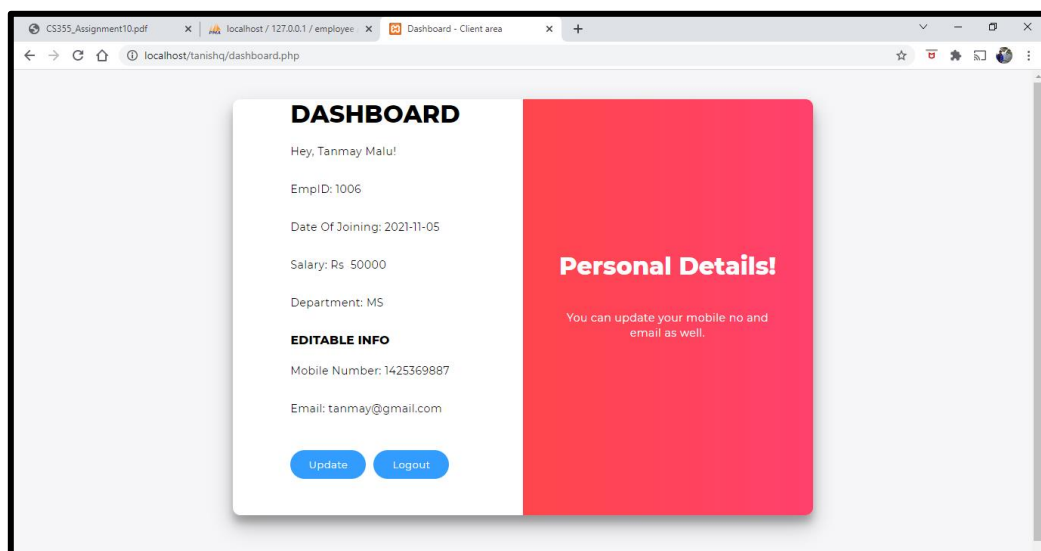 CS355_Assignment10.pdf
localhost / 127.0.0.1 / employee
Dashboard - Client area
localhost/tanishq/dashboard.php
DASHBOARD
Hey, Tanmay Malu!
EmpID: 1006
Date Of Joining: 2021-11-05
Salary: Rs 50000
Department: MS
EDITABLE INFO
Mobile Number: 1425369887
Email: tanmay@gmail.com
Update
Logout
Personal Details!
You can update your mobile no and
email as well.